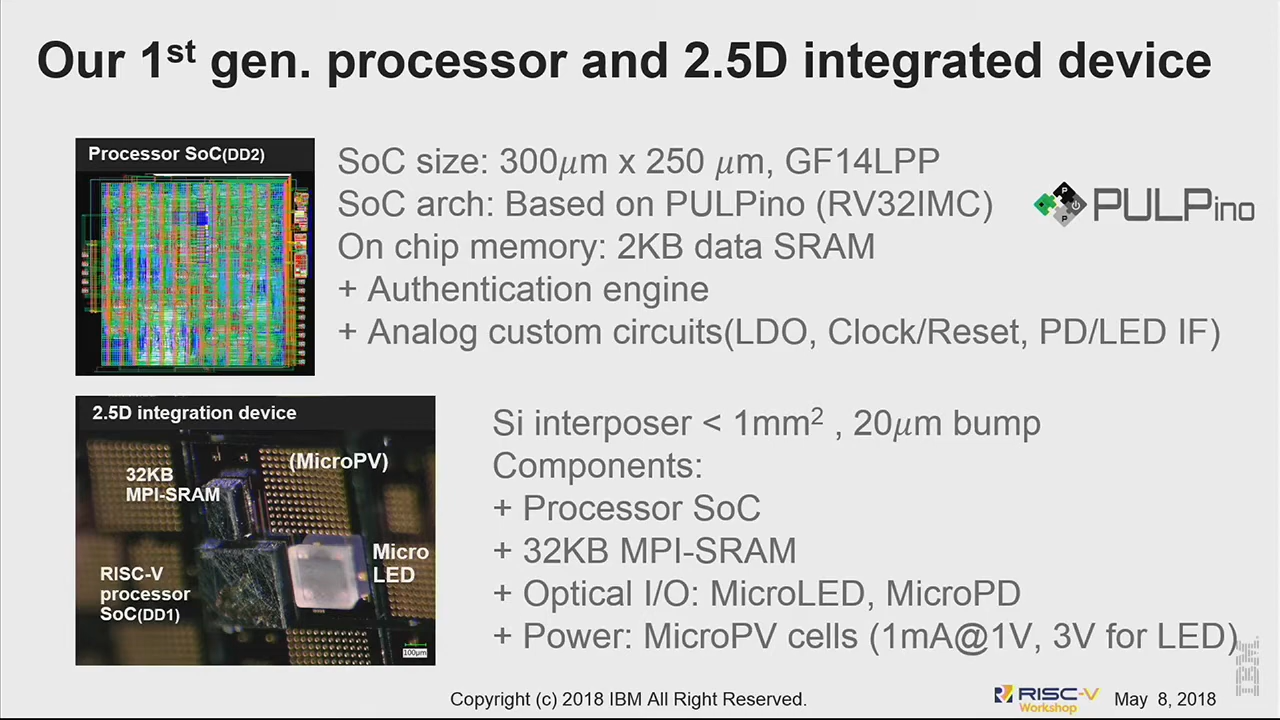 Our 1st gen. processor and 2.5D integrated device
Processor SoC(DD2)
SoC size: 300μm x 250 μm, GF14LPP
SoC arch: Based on PULPino (RV32IMC)
PULPino
On chip memory: 2KB data SRAM
+ Authentication engine
+ Analog custom circuits(LDO, Clock/Reset, PD/LED IF)
2.5D integration device
(MicroPV)
32KB
MPI-SRAM
Micro
LED
RISC-V
processor
SoC(DD1)
100μm
Si interposer < 1mm² , 20μm bump
Components:
+ Processor SoC
+ 32KB MPI-SRAM
+ Optical I/O: MicroLED, MicroPD
+ Power: MicroPV cells (1mA@1V, 3V for LED)
IBM
Copyright (c) 2018 IBM All Right Reserved.
RISC-V
Workshop
May 8, 2018